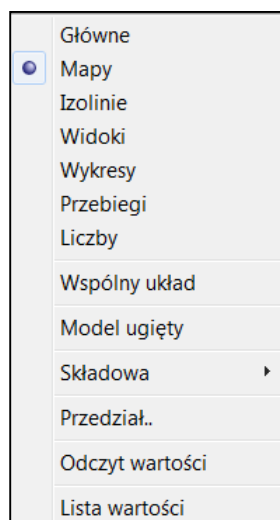 Główne
Mapy
Izolinie
Widoki
Wykresy
Przebiegi
Liczby
Wspólny układ
Model ugięty
Składowa
Przedział..
Odczyt wartości
Lista wartości